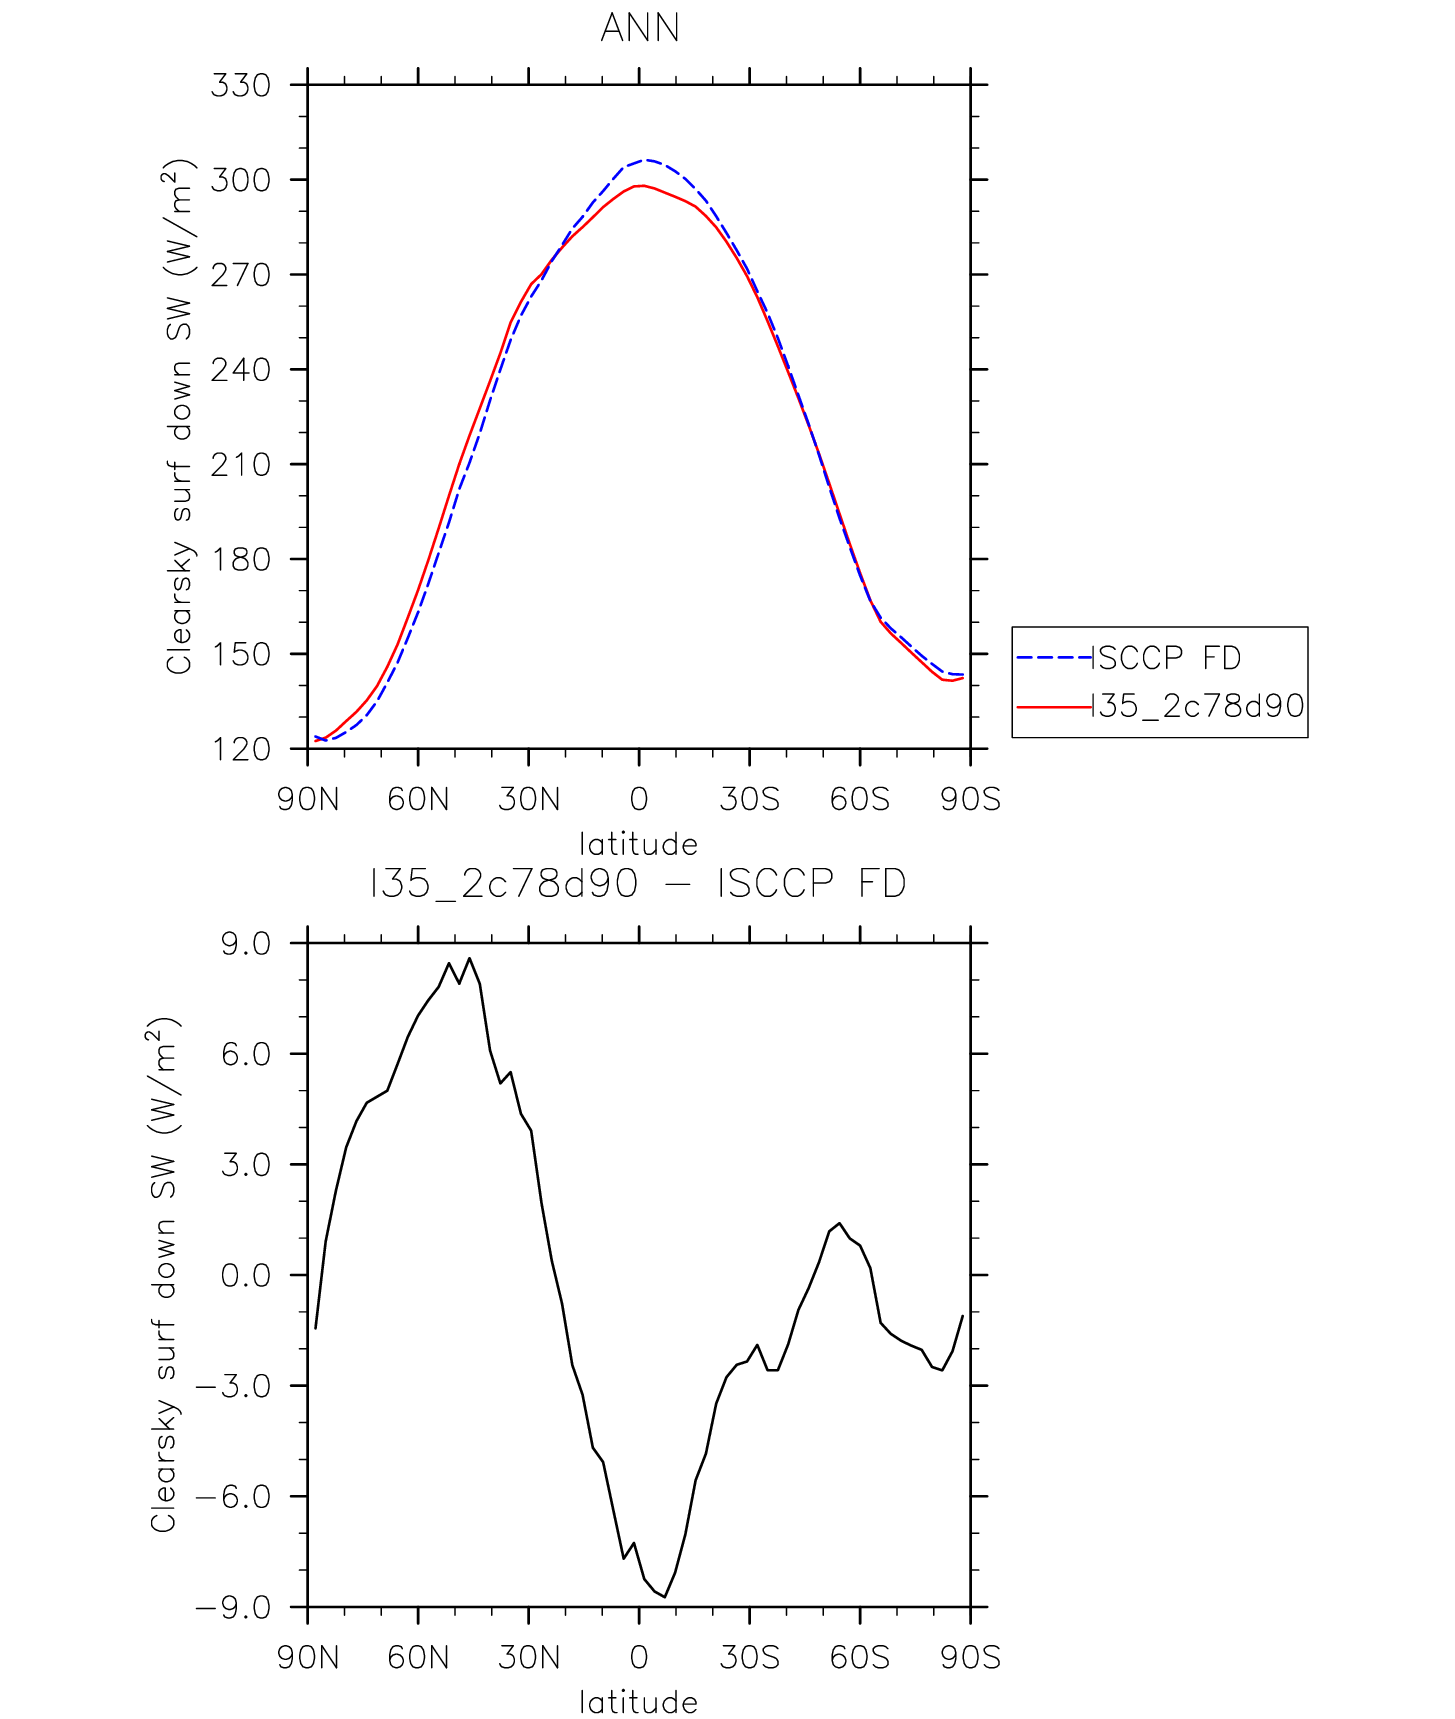 ANN
330
300
270
240
210
180
150
120
Clearsky surf down SW (W/m²)
90N 60N 30N 0 30S 60S 90S
latitude
ISCCP FD
I35_2c78d90
I35_2c78d90 − ISCCP FD
9.0
6.0
3.0
0.0
−3.0
−6.0
−9.0
Clearsky surf down SW (W/m²)
90N 60N 30N 0 30S 60S 90S
latitude